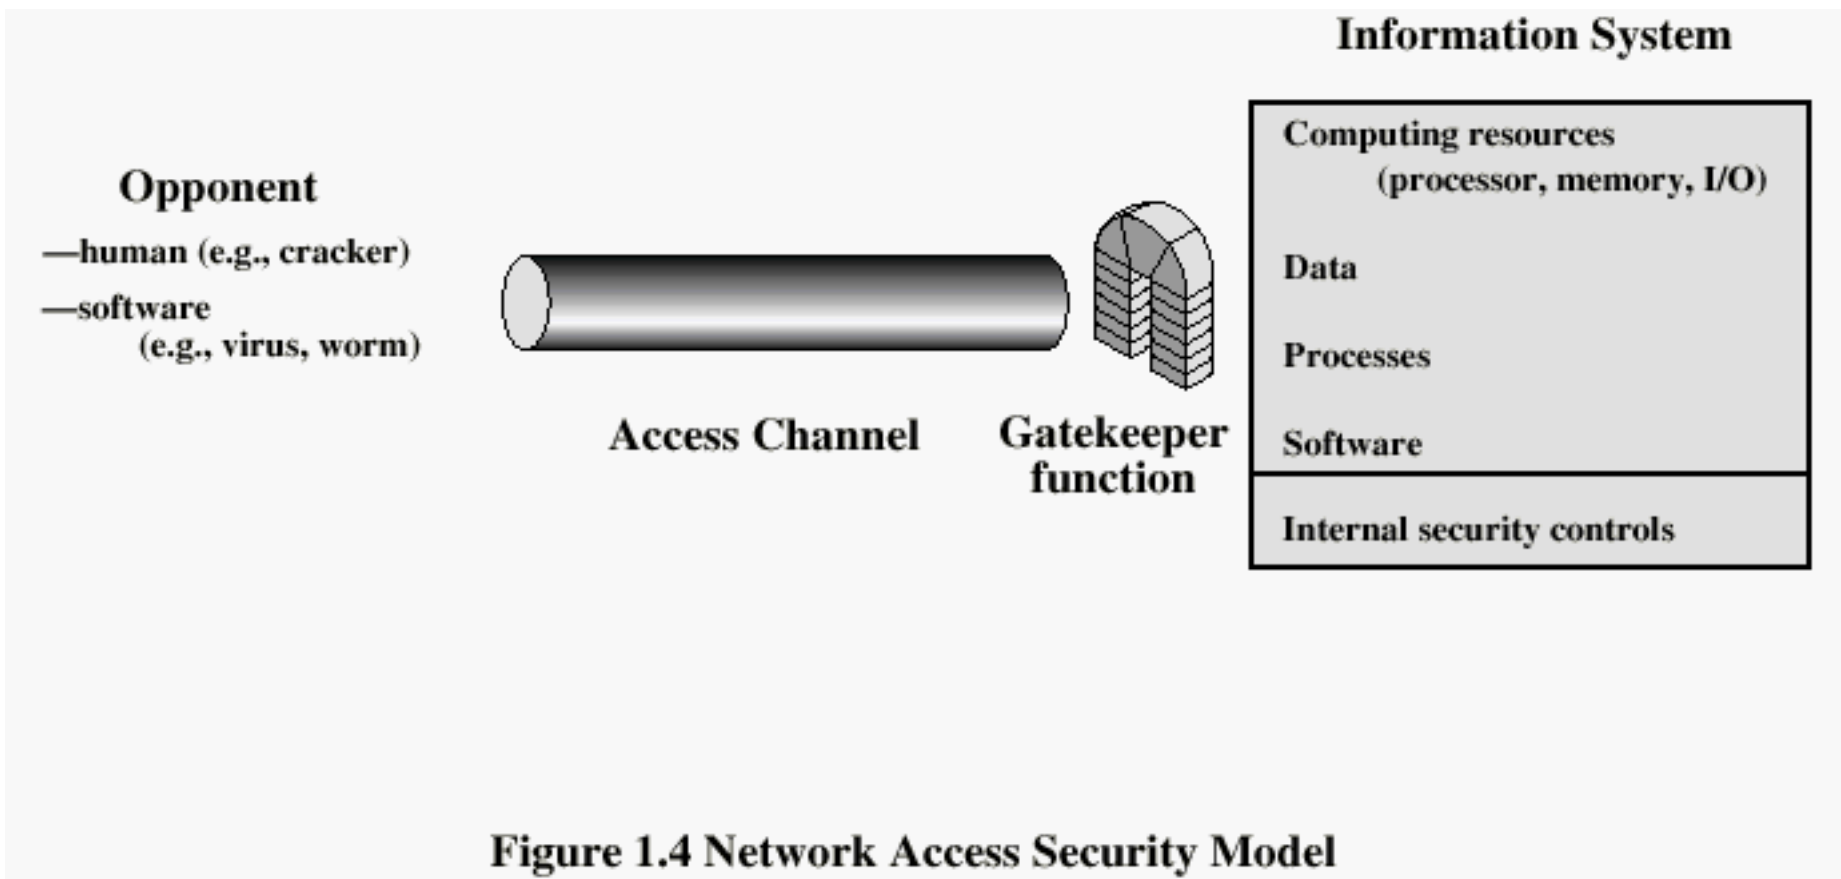 Information System
Opponent
—human (e.g., cracker)
—software
(e.g., virus, worm)
Access Channel
Gatekeeper
function
Computing resources
(processor, memory, I/O)
Data
Processes
Software
Internal security controls
Figure 1.4 Network Access Security Model